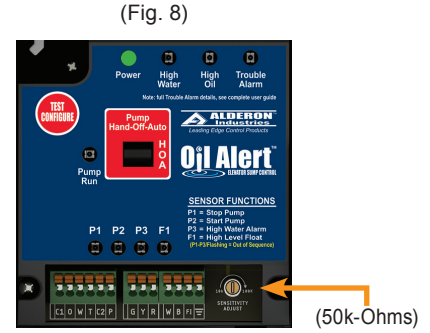 (Fig. 8)
Power
High
Water
High
Oil
Trouble
Alarm
Note: full Trouble Alarm details, see complete user guide
TEST
CONFIGURE
Pump
Hand-Off-Auto
H
O
A
ALDERON
Industries
Leading Edge Control Products
Pump
Run
Oil Alert™
ELEVATOR SUMP CONTROL
SENSOR FUNCTIONS
P1 = Stop Pump
P2 = Start Pump
P3 = High Water Alarm
F1 = High Level Float
(P1-P3/Flashing = Out of Sequence)
P1 P2 P3 F1
10K 100K
SENSITIVITY
ADJUST
C1 O W T C2 P G Y R W B F1
(50k-Ohms)